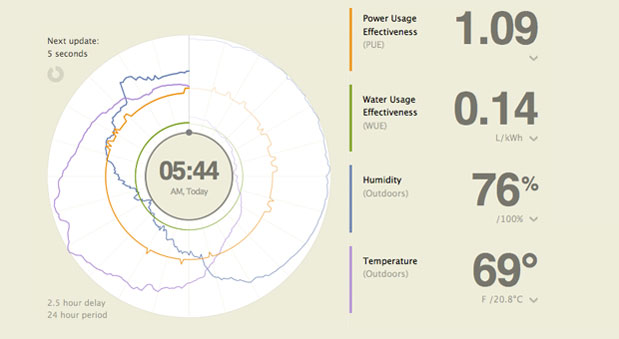 Next update:
5 seconds
05:44
AM, Today
2.5 hour delay
24 hour period
Power Usage
Effectiveness
(PUE)
1.09
Water Usage
Effectiveness
(WUE)
0.14
L/kWh
Humidity
(Outdoors)
76%
/100%
Temperature
(Outdoors)
69°
F /20.8°C